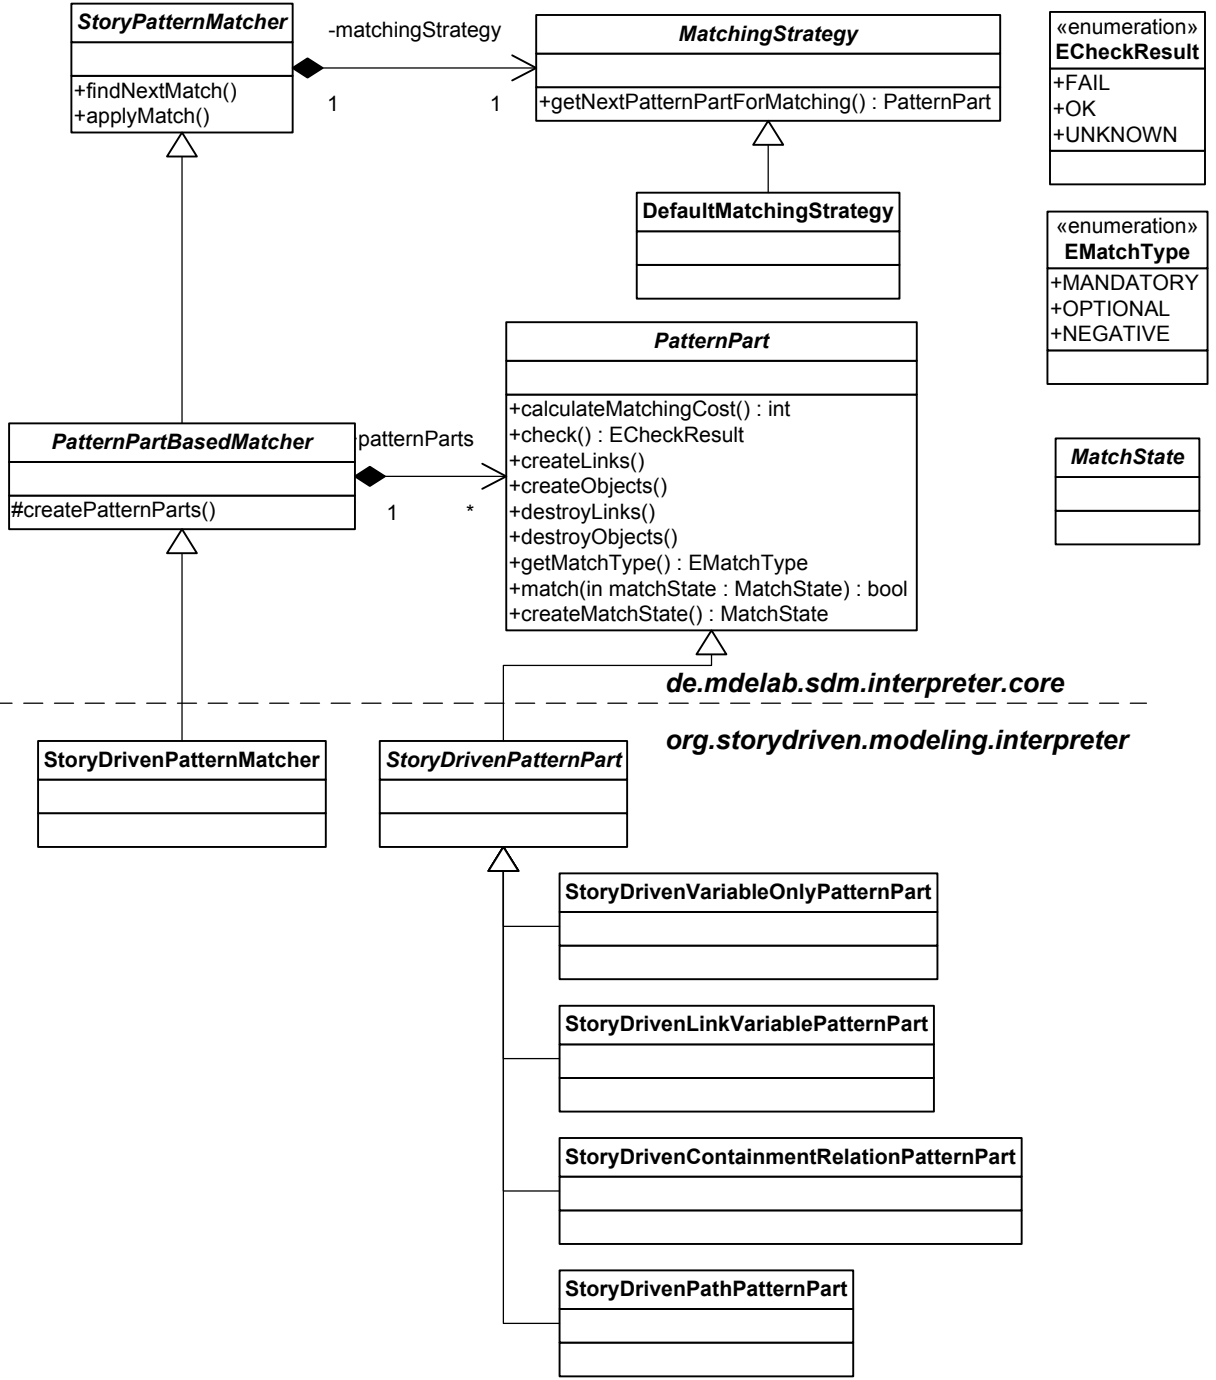 StoryPatternMatcher
+findNextMatch()
+applyMatch()
-matchingStrategy
1
1
MatchingStrategy
+getNextPatternPartForMatching() : PatternPart
«enumeration»
ECheckResult
+FAIL
+OK
+UNKNOWN
DefaultMatchingStrategy
«enumeration»
EMatchType
+MANDATORY
+OPTIONAL
+NEGATIVE
PatternPart
+calculateMatchingCost() : int
+check() : ECheckResult
+createLinks()
+createObjects()
+destroyLinks()
+destroyObjects()
+getMatchType() : EMatchType
+match(in matchState : MatchState) : bool
+createMatchState() : MatchState
PatternPartBasedMatcher
#createPatternParts()
patternParts
1
*
MatchState
de.mdelab.sdm.interpreter.core
org.storydriven.modeling.interpreter
StoryDrivenPatternMatcher
StoryDrivenPatternPart
StoryDrivenVariableOnlyPatternPart
StoryDrivenLinkVariablePatternPart
StoryDrivenContainmentRelationPatternPart
StoryDrivenPathPatternPart